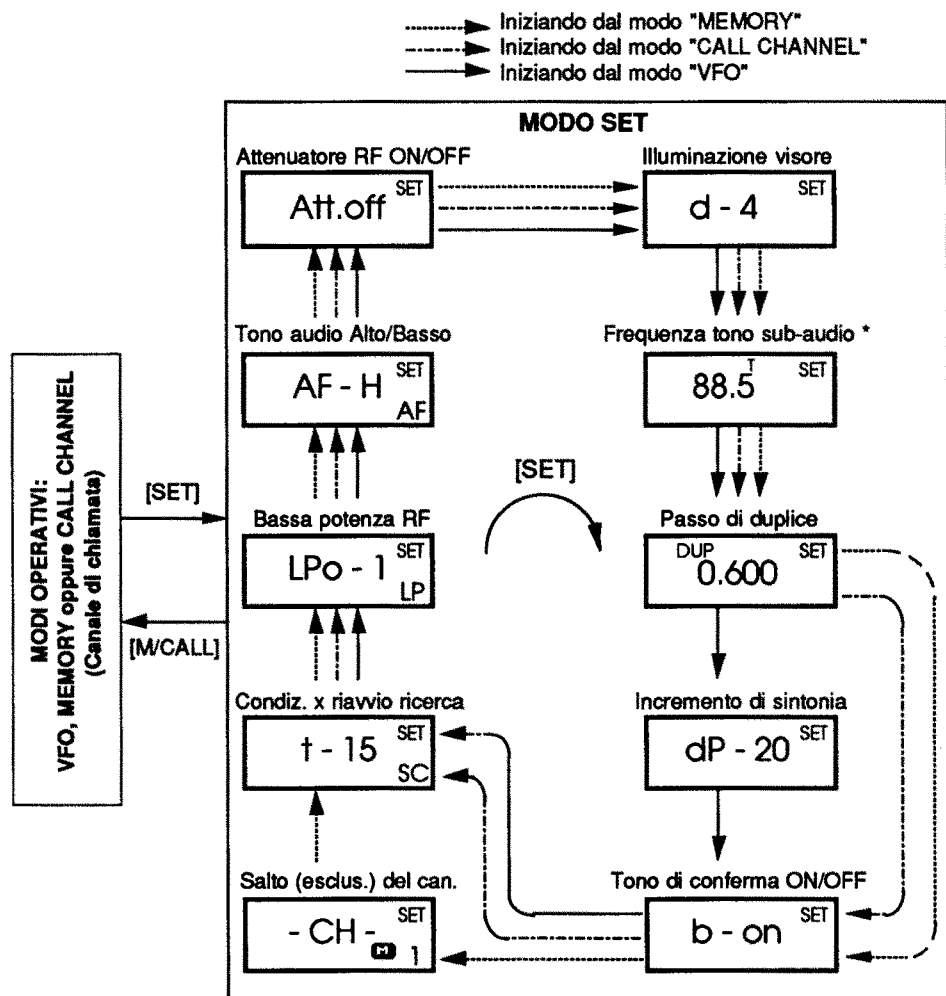 Iniziando dal modo "MEMORY"
Iniziando dal modo "CALL CHANNEL"
Iniziando dal modo "VFO"
MODO SET
Attenuatore RF ON/OFF
SET
Att.off
Illuminazione visore
SET
d - 4
Tono audio Alto/Basso
SET
AF - H
AF
Frequenza tono sub-audio *
T
SET
88.5
MODI OPERATIVI:
VFO, MEMORY oppure CALL CHANNEL
(Canale di chiamata)
[SET]
[M/CALL]
[SET]
Bassa potenza RF
SET
LPo - 1
LP
Passo di duplice
DUP
SET
0.600
Condiz. x riavvio ricerca
SET
t - 15
SC
Incremento di sintonia
SET
dP - 20
Salto (esclus.) del can.
SET
- CH -
M
1
Tono di conferma ON/OFF
SET
b - on